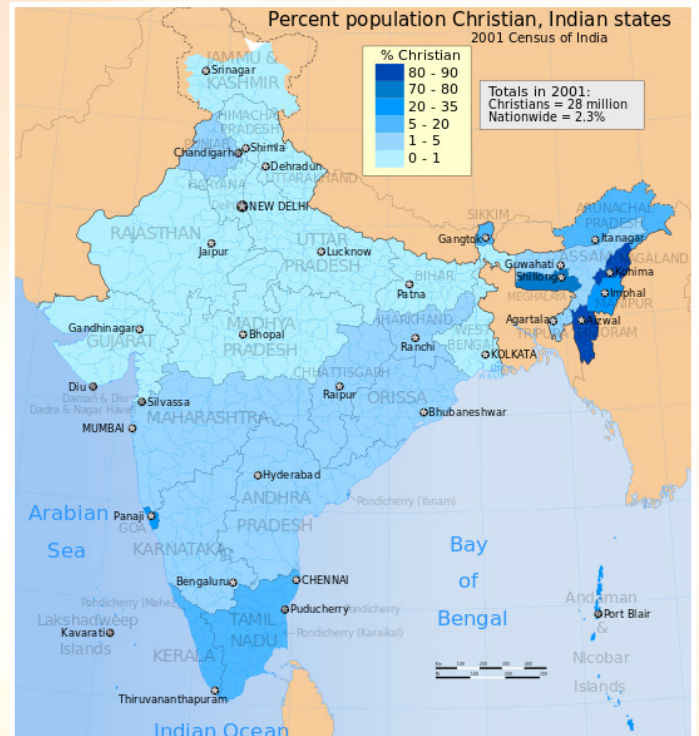 Percent population Christian, Indian states
2001 Census of India
% Christian
80 - 90
70 - 80
20 - 35
5 - 20
1 - 5
0 - 1
Totals in 2001:
Christians = 28 million
Nationwide = 2.3%
JAMMU &
KASHMIR
Srinagar
HIMACHAL
PRADESH
Shimla
PUNJAB
Chandigarh
Dehradun
UTTARAKHAND
HARYANA
Delhi
NEW DELHI
RAJASTHAN
Jaipur
UTTAR
PRADESH
Lucknow
SIKKIM
Gangtok
ARUNACHAL
PRADESH
Itanagar
ASSAM
Guwahati
NAGALAND
Kohima
Shillong
MEGHALAYA
Imphal
MANIPUR
Agartala
TRIPURA
Aizwal
MIZORAM
BIHAR
Patna
JHARKHAND
Ranchi
WEST
BENGAL
KOLKATA
Gandhinagar
GUJARAT
MADHYA
PRADESH
Bhopal
CHHATTISGARH
Raipur
ORISSA
Bhubaneshwar
Diu
Daman & Diu
Dadra & Nagar Haveli
Silvassa
MAHARASHTRA
MUMBAI
Hyderabad
ANDHRA
PRADESH
Pondicherry (Yanam)
Arabian
Sea
Panaji
GOA
KARNATAKA
Bay
of
Bengal
Bengaluru
CHENNAI
Pondicherry (Mahe)
Puducherry
Pondicherry
TAMIL
NADU
Pondicherry (Karaikal)
Lakshadweep
Islands
Kavarati
KERALA
Thiruvananthapuram
Indian Ocean
Andaman
&
Nicobar
Islands
Port Blair